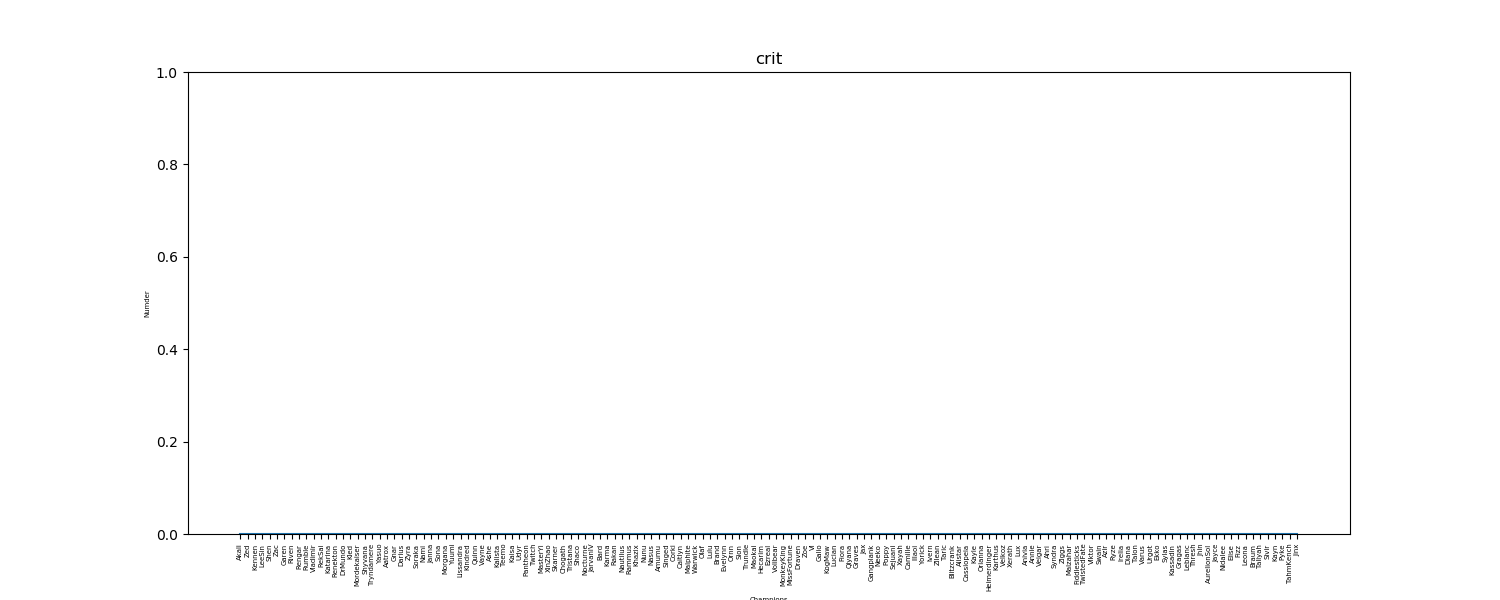 crit
1.0
0.8
0.6
0.4
0.2
0.0
Numder
Akali
Zed
Kennen
LeeSin
Shen
Zac
Garen
Riven
Rengar
Rumble
Vladimir
RekSai
Katarina
Renekton
DrMundo
Kled
Mordekaiser
Shyvana
Tryndamere
Yasuo
Aatrox
Gnar
Darius
Zyra
Soraka
Nami
Janna
Sona
Morgana
Yuumi
Lissandra
Kindred
Quinn
Vayne
Ashe
Kalista
Teemo
Kaisa
Udyr
Pantheon
Twitch
MasterYi
XinZhao
Skarner
Chogath
Tristana
Shaco
Nocturne
JarvanIV
Bard
Karma
Rakan
Nautilus
Rammus
Khazix
Nunu
Nasus
Amumu
Singed
Corki
Caitlyn
Malphite
Warwick
Olaf
Lulu
Brand
Evelynn
Ornn
Sion
Trundle
Maokai
Hecarim
Ezreal
Volibear
MonkeyKing
MissFortune
Draven
Zoe
Vi
Galio
KogMaw
Lucian
Fiora
Qiyana
Graves
Jax
Gangplank
Neeko
Poppy
Sejuani
Xayah
Camille
Illaoi
Yorick
Ivern
Zilean
Taric
Blitzcrank
Alistar
Cassiopeia
Kayle
Orianna
Heimerdinger
Karthus
Velkoz
Xerath
Lux
Anivia
Annie
Veigar
Ahri
Syndra
Ziggs
Malzahar
Fiddlesticks
TwistedFate
Viktor
Swain
Azir
Ryze
Irelia
Diana
Talon
Varus
Urgot
Ekko
Sylas
Kassadin
Gragas
Leblanc
Thresh
Jhin
AurelionSol
Jayce
Nidalee
Elise
Fizz
Leona
Braum
Taliyah
Sivir
Kayn
Pyke
TahmKench
Jinx
Champions